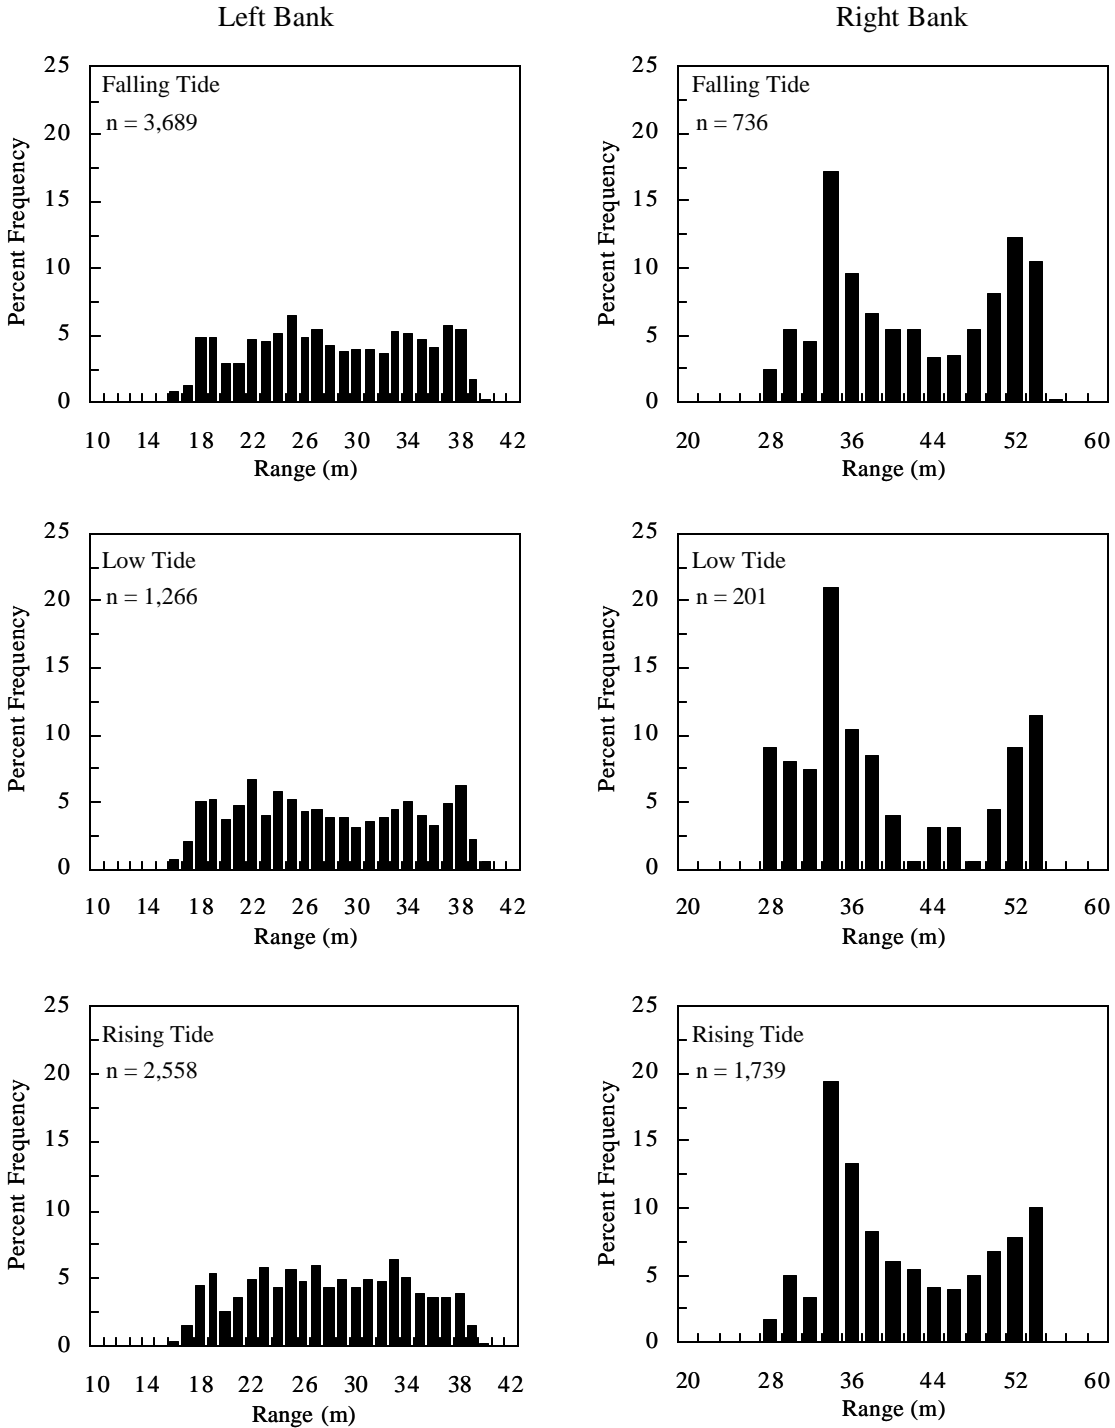 Left Bank Right Bank
Falling Tide
n = 3,689
25
20
15
10
5
0
Percent Frequency
10 14 18 22 26 30 34 38 42
Range (m)
Falling Tide
n = 736
25
20
15
10
5
0
Percent Frequency
20 28 36 44 52 60
Range (m)
Low Tide
n = 1,266
25
20
15
10
5
0
Percent Frequency
10 14 18 22 26 30 34 38 42
Range (m)
Low Tide
n = 201
25
20
15
10
5
0
Percent Frequency
20 28 36 44 52 60
Range (m)
Rising Tide
n = 2,558
25
20
15
10
5
0
Percent Frequency
10 14 18 22 26 30 34 38 42
Range (m)
Rising Tide
n = 1,739
25
20
15
10
5
0
Percent Frequency
20 28 36 44 52 60
Range (m)